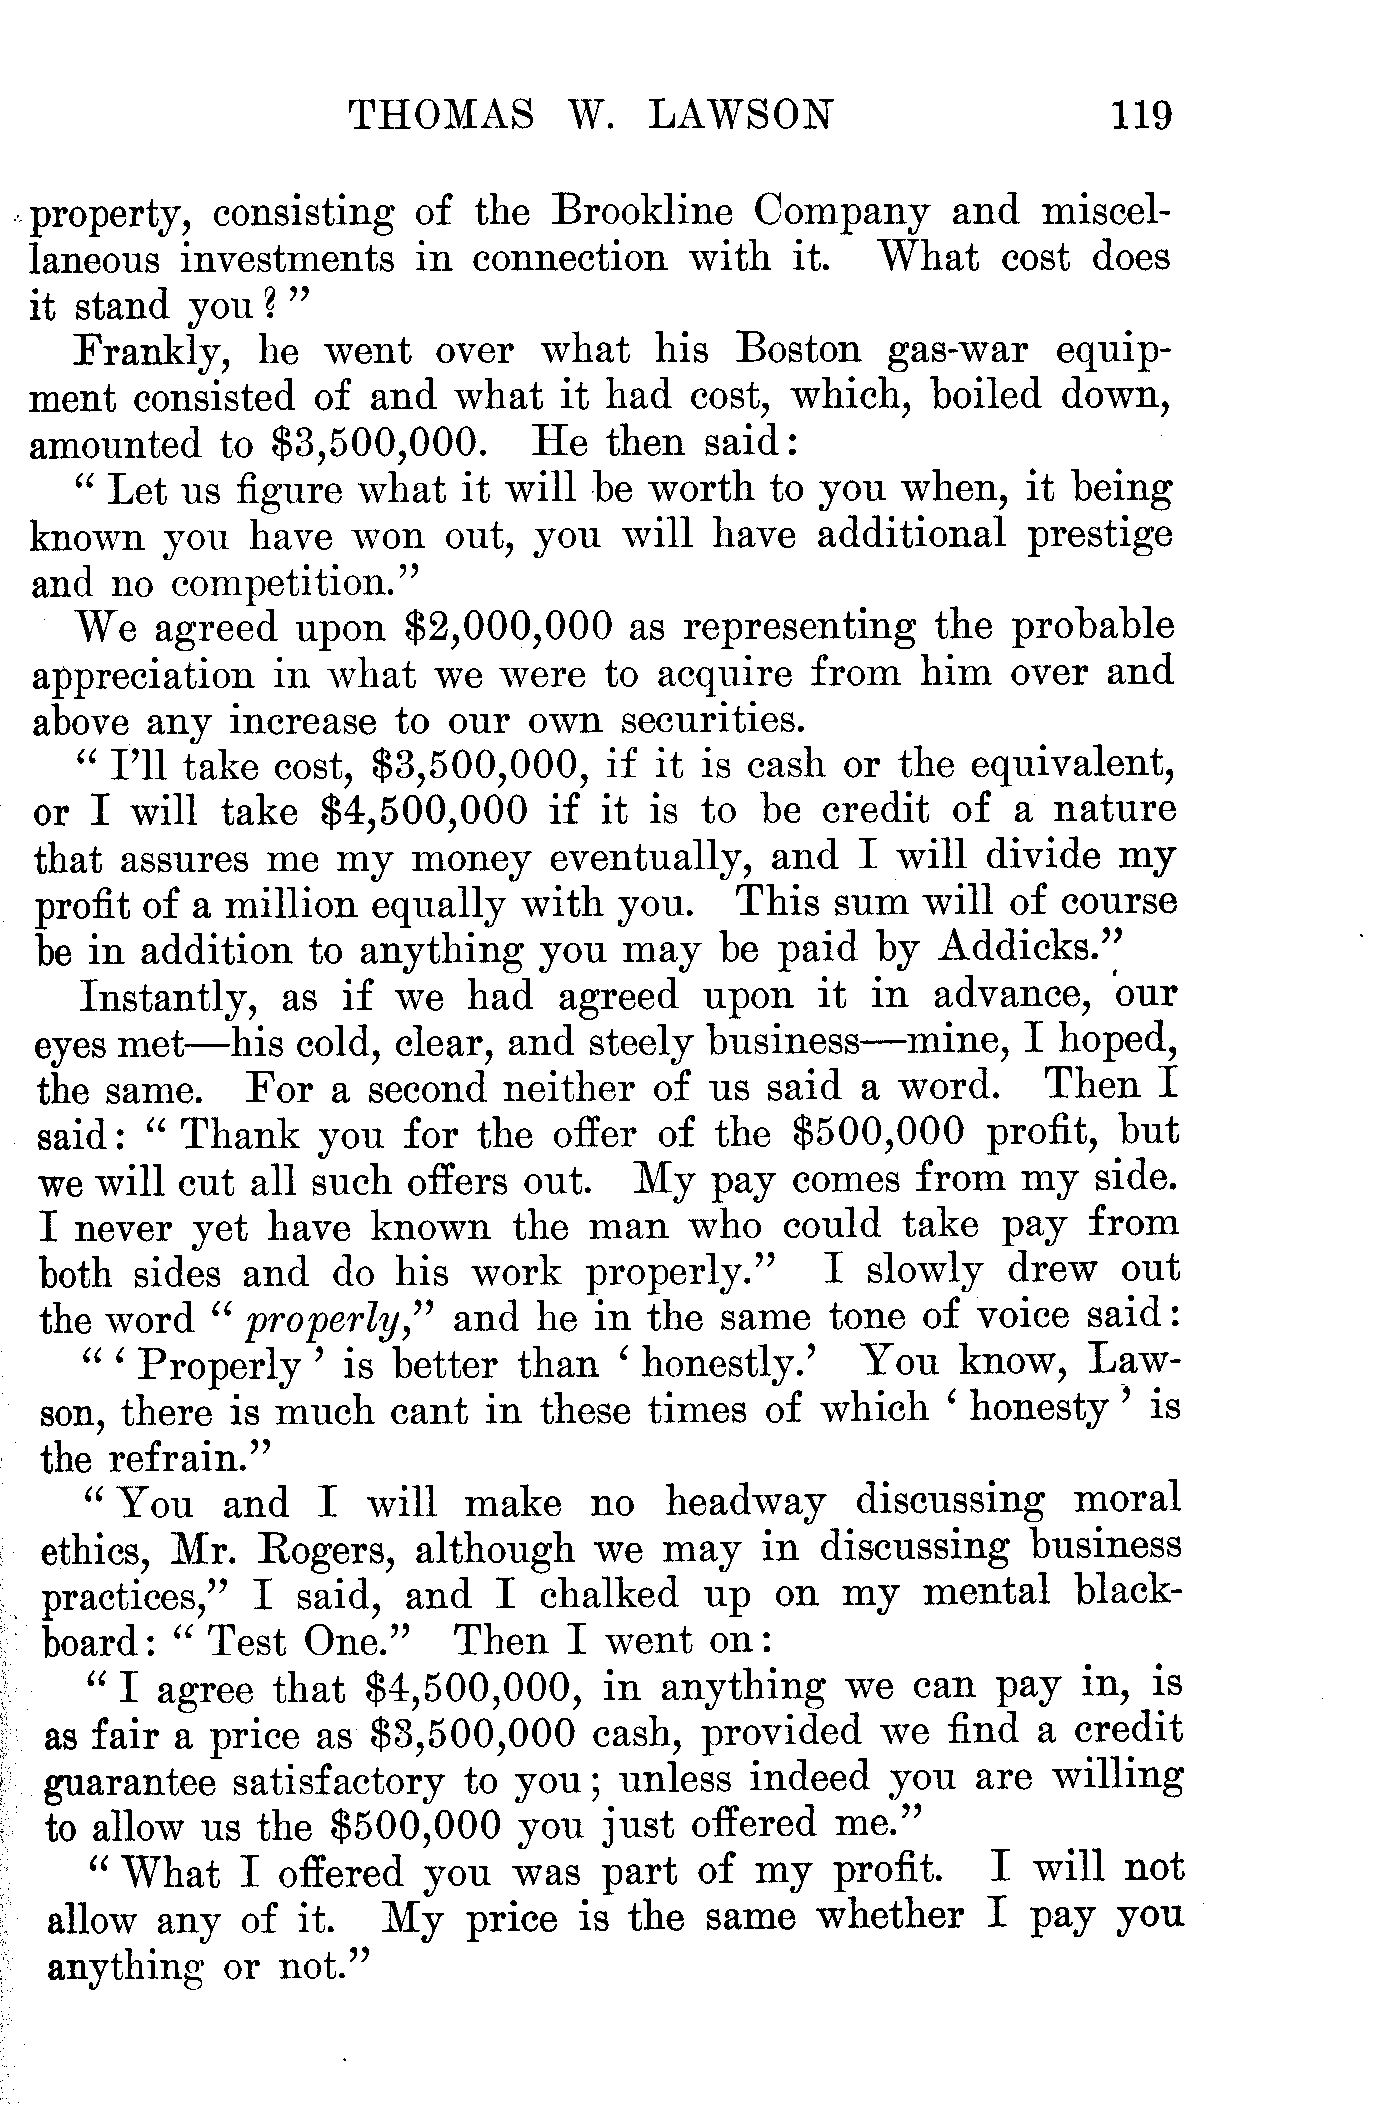 THOMAS W. LAWSON 119
property, consisting of the Brookline Company and miscel-
laneous investments in connection with it. What cost does
it stand you?"
Frankly, he went over what his Boston gas-war equip-
ment consisted of and what it had cost, which, boiled down,
amounted to $3,500,000. He then said:
"Let us figure what it will be worth to you when, it being
known you have won out, you will have additional prestige
and no competition."
We agreed upon $2,000,000 as representing the probable
appreciation in what we were to acquire from him over and
above any increase to our own securities.
"I'll take cost, $3,500,000, if it is cash or the equivalent,
or I will take $4,500,000 if it is to be credit of a nature
that assures me my money eventually, and I will divide my
profit of a million equally with you. This sum will of course
be in addition to anything you may be paid by Addicks."
Instantly, as if we had agreed upon it in advance, our
eyes met—his cold, clear, and steely business—mine, I hoped,
the same. For a second neither of us said a word. Then I
said: "Thank you for the offer of the $500,000 profit, but
we will cut all such offers out. My pay comes from my side.
I never yet have known the man who could take pay from
both sides and do his work properly." I slowly drew out
the word "properly," and he in the same tone of voice said:
"'Properly' is better than 'honestly.' You know, Law-
son, there is much cant in these times of which 'honesty' is
the refrain."
"You and I will make no headway discussing moral
ethics, Mr. Rogers, although we may in discussing business
practices," I said, and I chalked up on my mental black-
board: "Test One." Then I went on:
"I agree that $4,500,000, in anything we can pay in, is
as fair a price as $3,500,000 cash, provided we find a credit
guarantee satisfactory to you; unless indeed you are willing
to allow us the $500,000 you just offered me."
"What I offered you was part of my profit. I will not
allow any of it. My price is the same whether I pay you
anything or not."